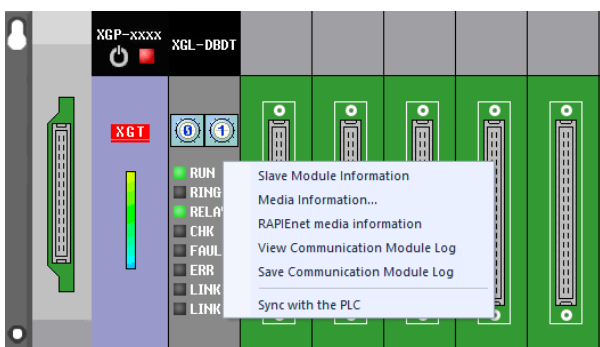 XGP-xxxx
XGL-DBDT
XGT
0 1
RUN
RING
RELA
CHK
FAUL
ERR
LINK
LINK
Slave Module Information
Media Information...
RAPIEnet media information
View Communication Module Log
Save Communication Module Log
Sync with the PLC